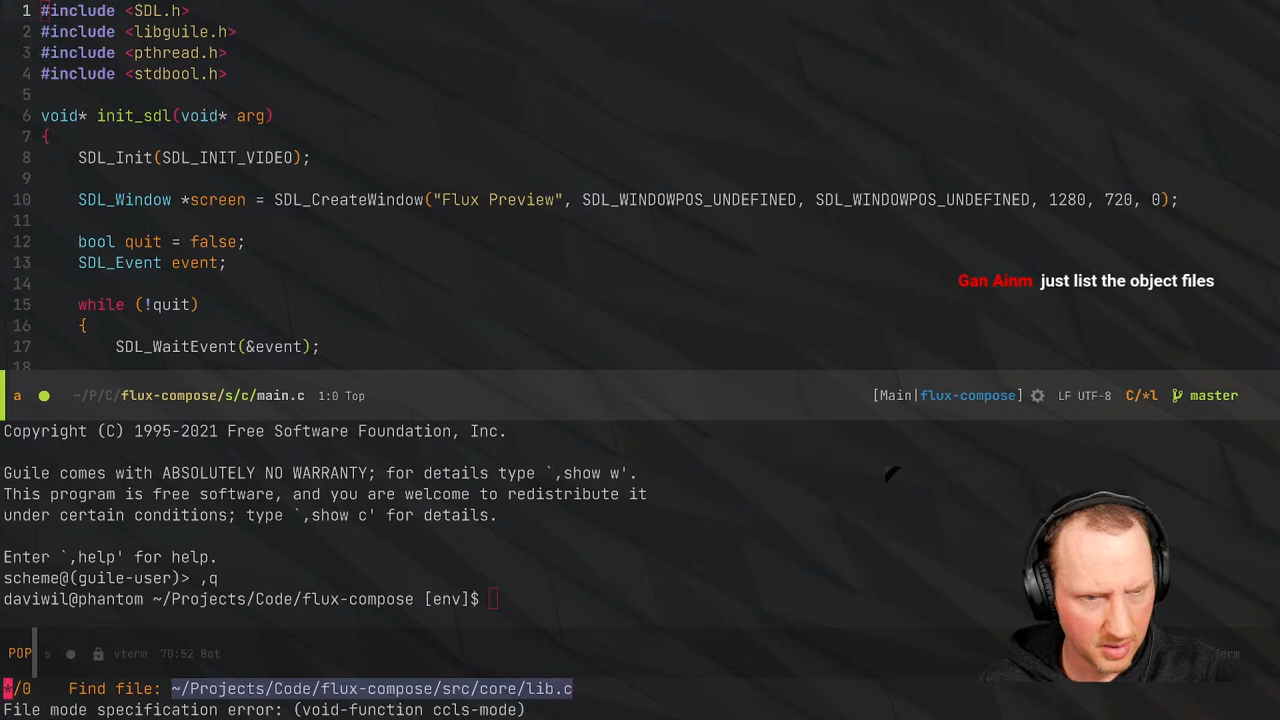 1 #include <SDL.h>
2 #include <libguile.h>
3 #include <pthread.h>
4 #include <stdbool.h>
5
6 void* init_sdl(void* arg)
7 {
8 SDL_Init(SDL_INIT_VIDEO);
9
10 SDL_Window *screen = SDL_CreateWindow("Flux Preview", SDL_WINDOWPOS_UNDEFINED, SDL_WINDOWPOS_UNDEFINED, 1280, 720, 0);
11
12 bool quit = false;
13 SDL_Event event;
14
Gan Ainm just list the object files
15 while (!quit)
16 {
17 SDL_WaitEvent(&event);
18
a ~/P/C/flux-compose/s/c/main.c 1:0 Top [Main|flux-compose] LF UTF-8 C/*l master
Copyright (C) 1995-2021 Free Software Foundation, Inc.
Guile comes with ABSOLUTELY NO WARRANTY; for details type `,show w'.
This program is free software, and you are welcome to redistribute it
under certain conditions; type `,show c' for details.
Enter `,help' for help.
scheme@(guile-user)> ,q
daviwil@phantom ~/Projects/Code/flux-compose [env]$
POP s vterm 70:52 Bot
*/0 Find file: ~/Projects/Code/flux-compose/src/core/lib.c
File mode specification error: (void-function ccls-mode)